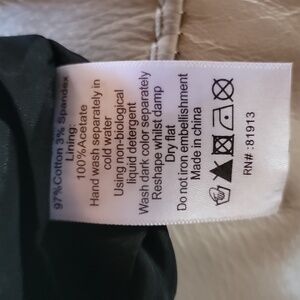 97%Cotton 3% Spandex
Lining:
100%Acetate
Hand wash separately in
cold water
Using non-biological
liquid detergent
Wash dark color separately
Reshape whilst damp
Dry flat
Do not iron embellishment
Made in china
RN# :81913